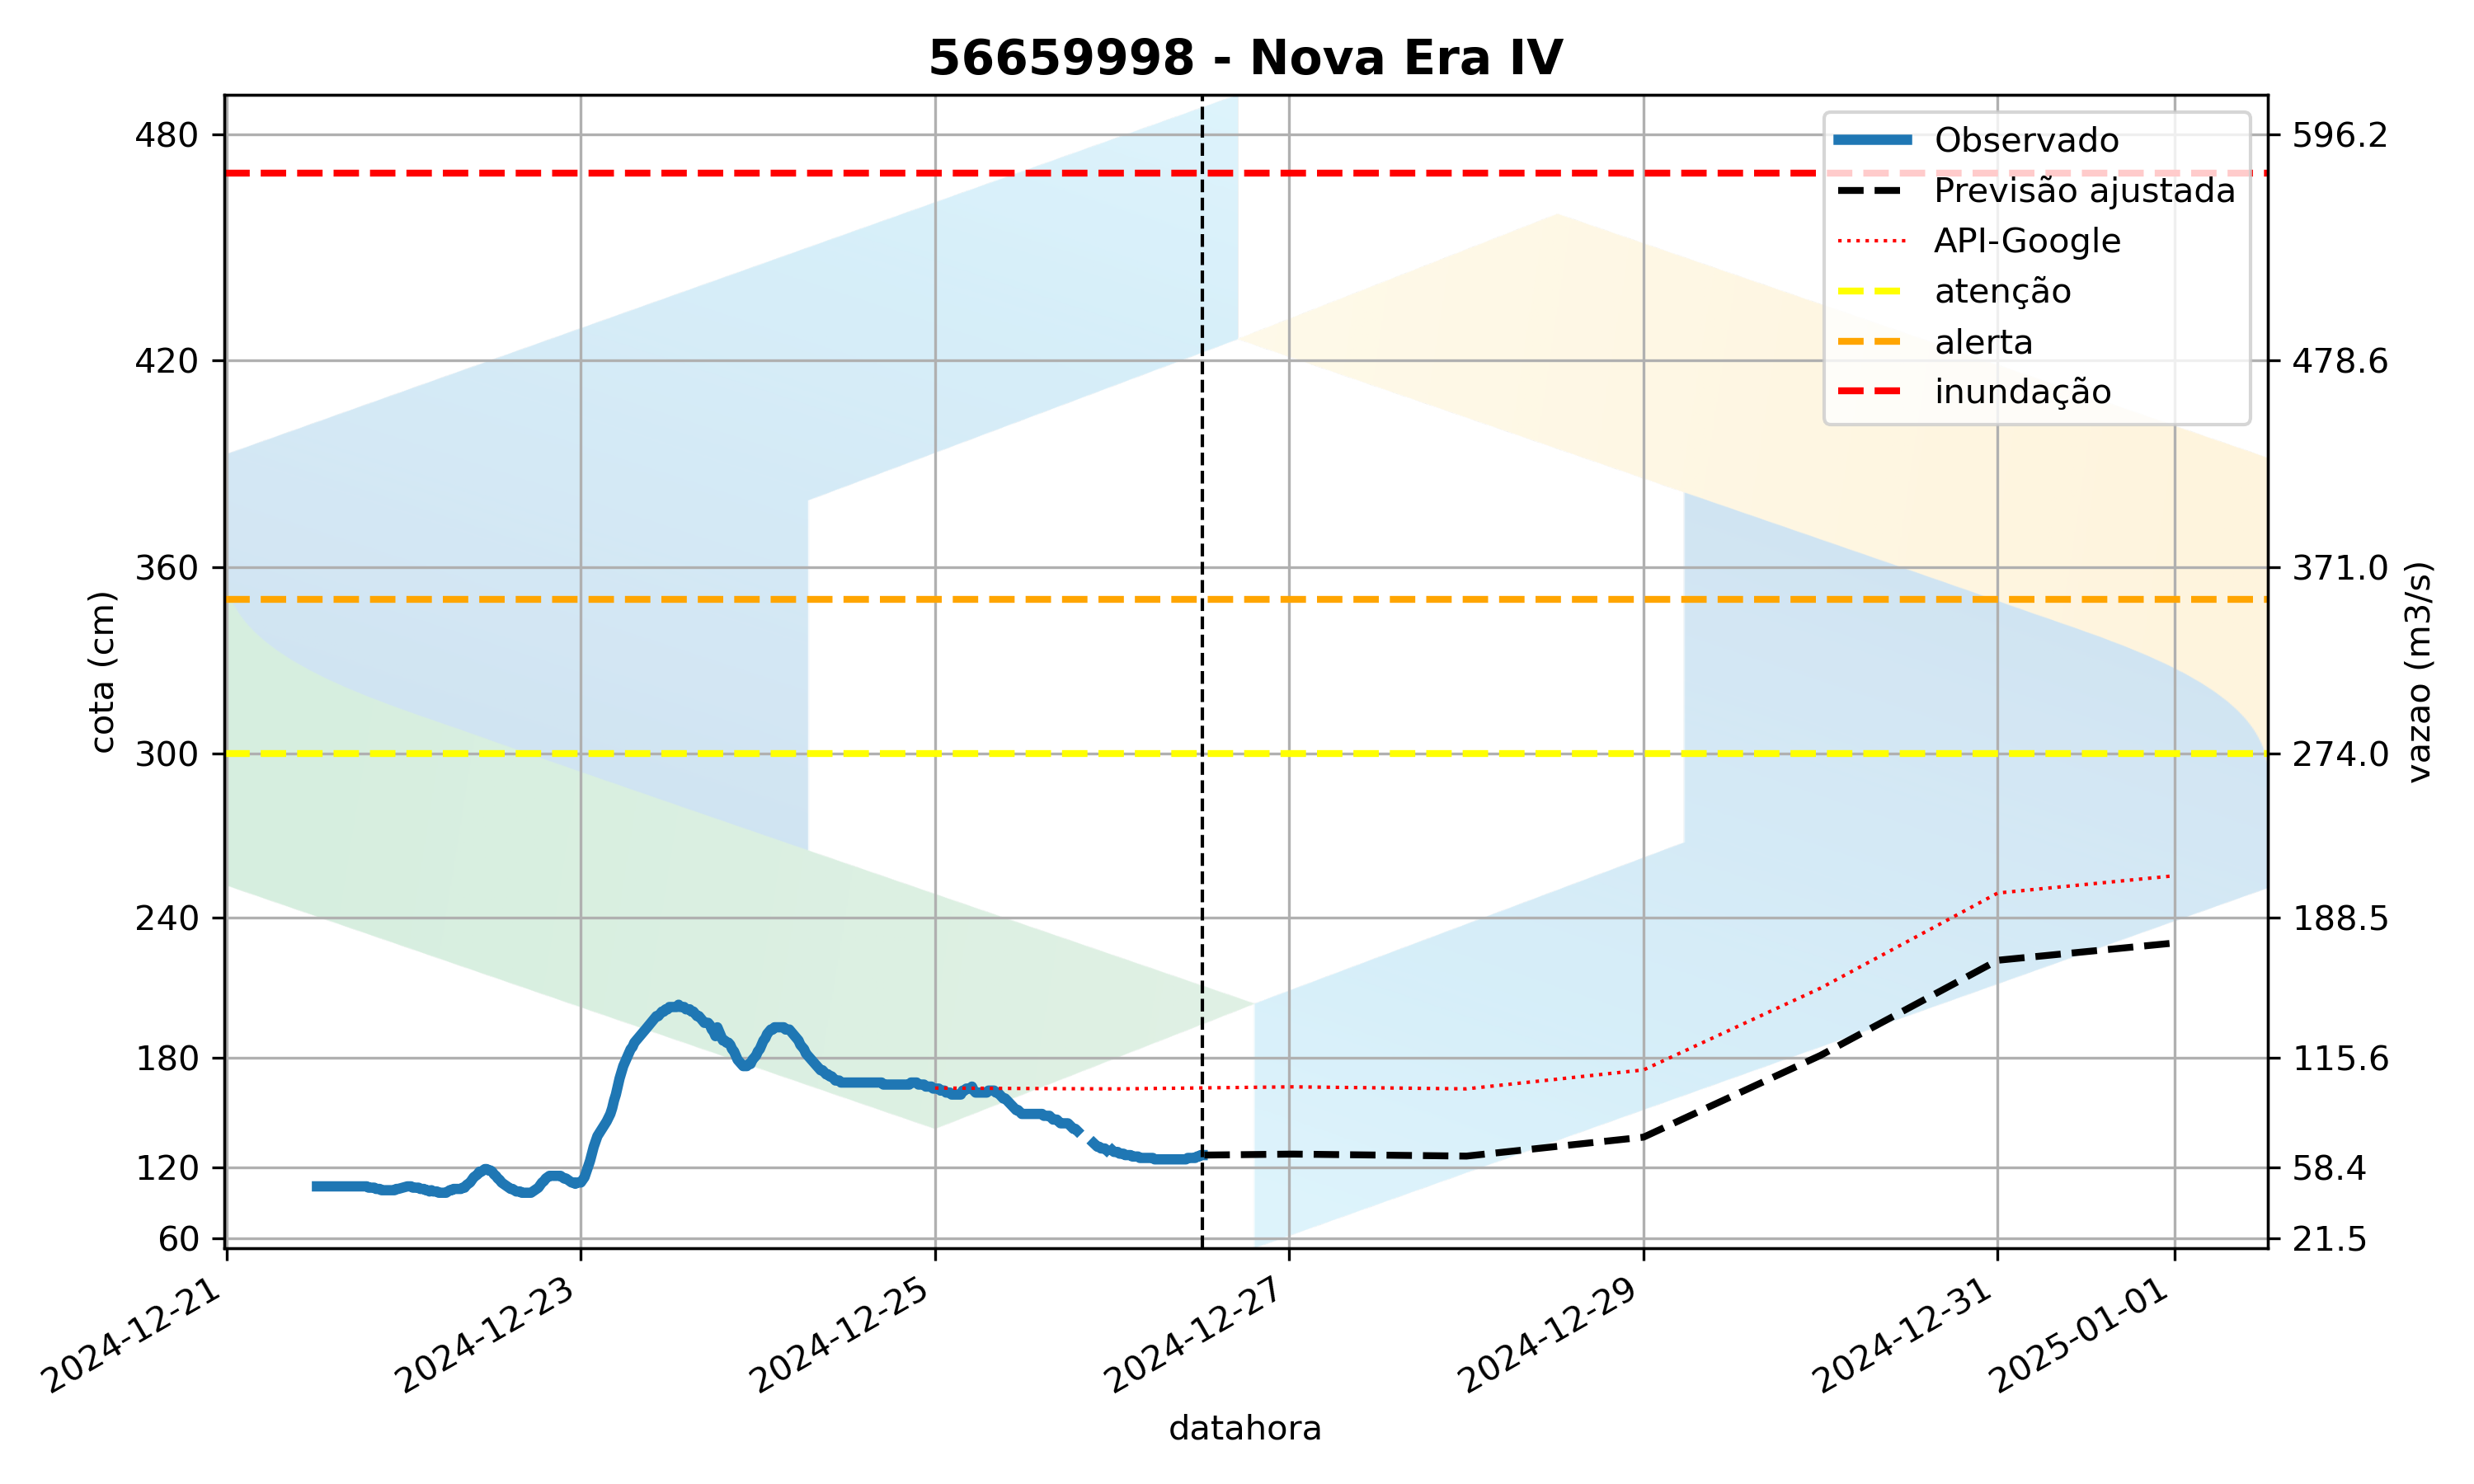 56659998 - Nova Era IV
480
420
360
300
240
180
120
60
cota (cm)
596.2
478.6
371.0
274.0
188.5
115.6
58.4
21.5
vazao (m3/s)
Observado
Previsão ajustada
API-Google
atenção
alerta
inundação
2024-12-21
2024-12-23
2024-12-25
2024-12-27
2024-12-29
2024-12-31
2025-01-01
datahora